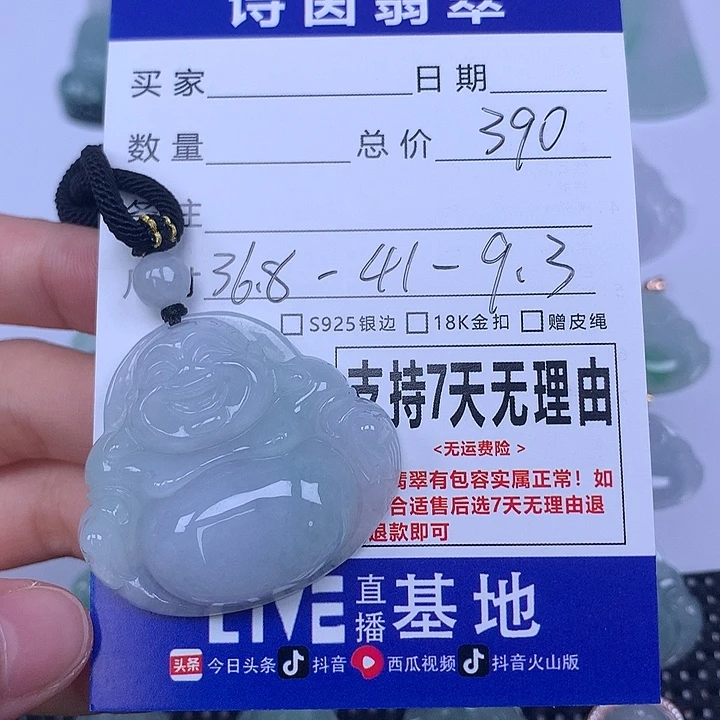 诗茵翡翠
买家 日期
数量 总价 390
注
36.8-41-9.3
S925银边 18K金扣 赠皮绳
支持7天无理由
<无运费险>
翡翠有包容实属正常！如
合适售后选7天无理由退
退款即可
LIVE 直播 基地
头条 今日头条 抖音 西瓜视频 抖音火山版